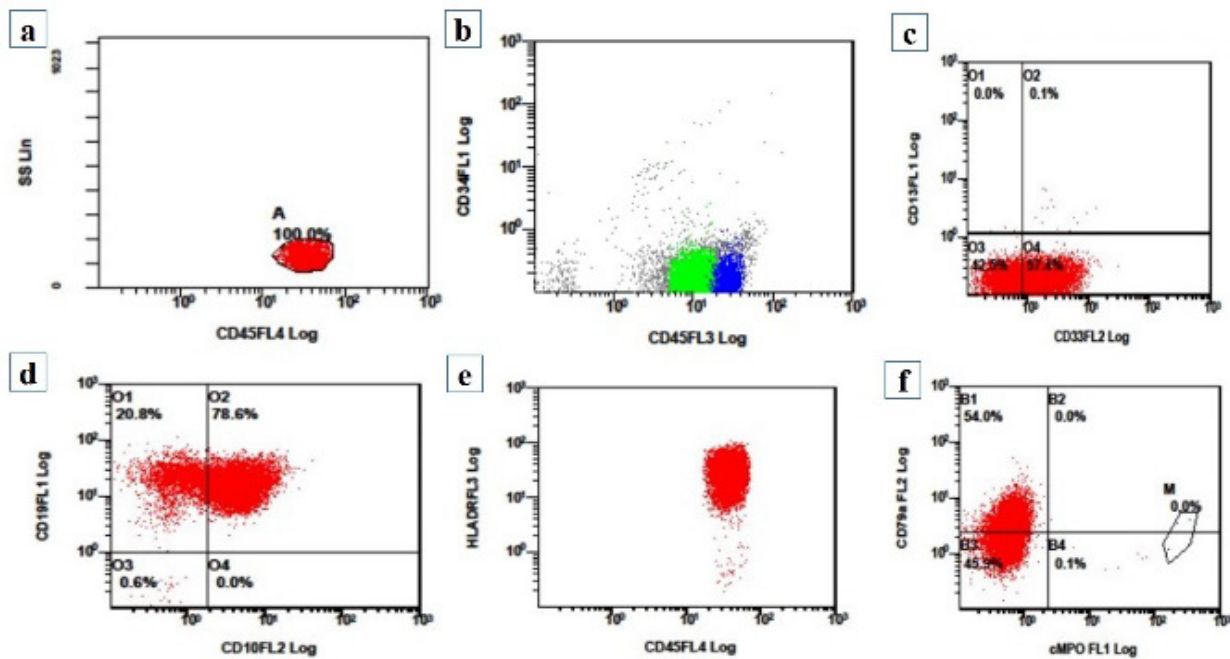 a
1023
SS Lin
0
A
100.0%
10⁰ 10¹ 10² 10³
CD45FL4 Log
b
10³
10²
10¹
10⁰
CD34FL1 Log
10⁰ 10¹ 10² 10³
CD45FL3 Log
c
10³
10²
10¹
10⁰
CD13FL1 Log
O1
0.0%
O2
0.1%
O3
O4
10⁰ 10¹ 10² 10³
CD33FL2 Log
d
10³
10²
10¹
10⁰
CD19FL1 Log
O1
20.8%
O2
78.6%
O3
0.6%
O4
0.0%
10⁰ 10¹ 10² 10³
CD10FL2 Log
e
10³
10²
10¹
10⁰
HLADRFL3 Log
10⁰ 10¹ 10² 10³
CD45FL4 Log
f
10³
10²
10¹
10⁰
CD79a FL2 Log
B1
54.0%
B2
0.0%
M
0.0%
B3
B4
0.1%
10⁰ 10¹ 10² 10³
cMPO FL1 Log